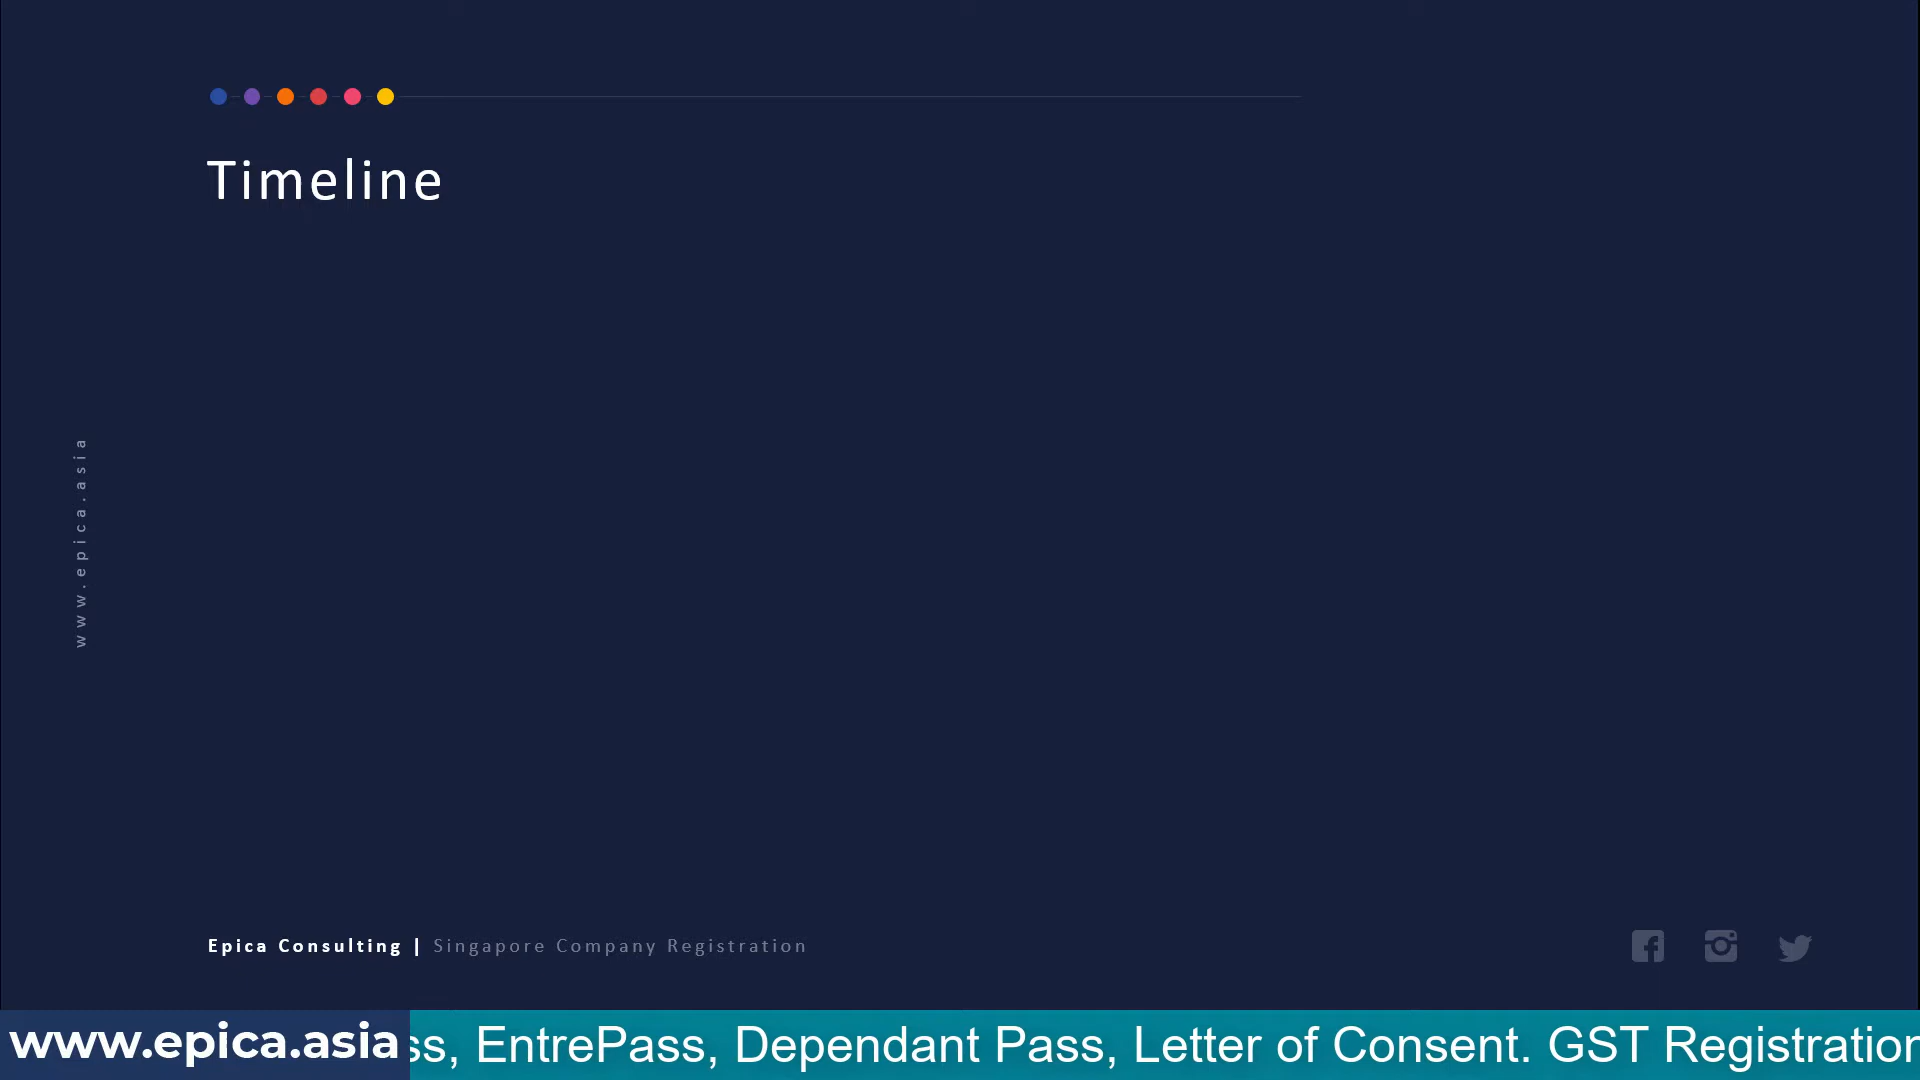 Timeline
www.epica.asia
Epica Consulting | Singapore Company Registration
www.epica.asia
ss, EntrePass, Dependant Pass, Letter of Consent. GST Registration